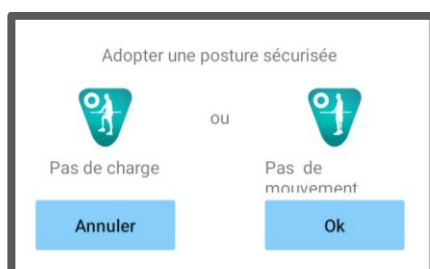 Adopter une posture sécurisée
ou
Pas de charge
Pas de
mouvement
Annuler
Ok